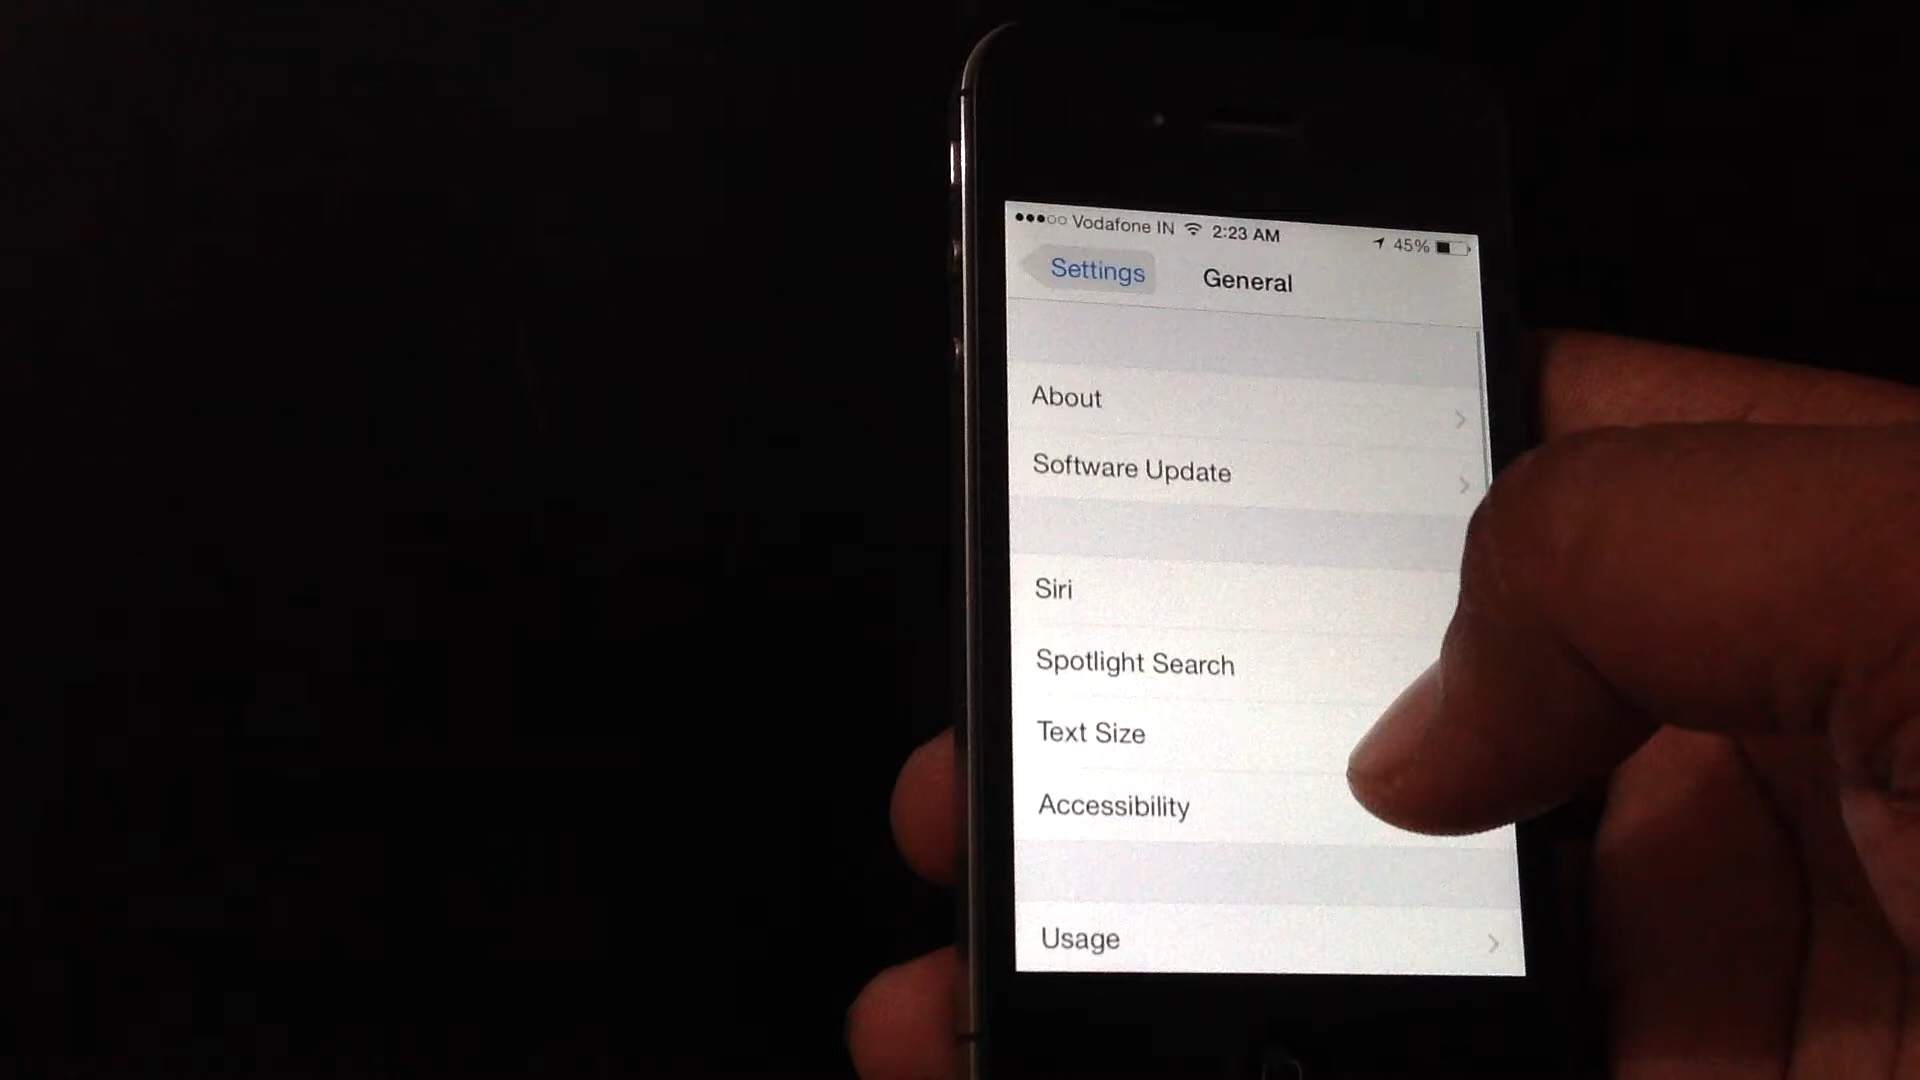 Vodafone IN 2:23 AM 45%
Settings General
About
Software Update
Siri
Spotlight Search
Text Size
Accessibility
Usage